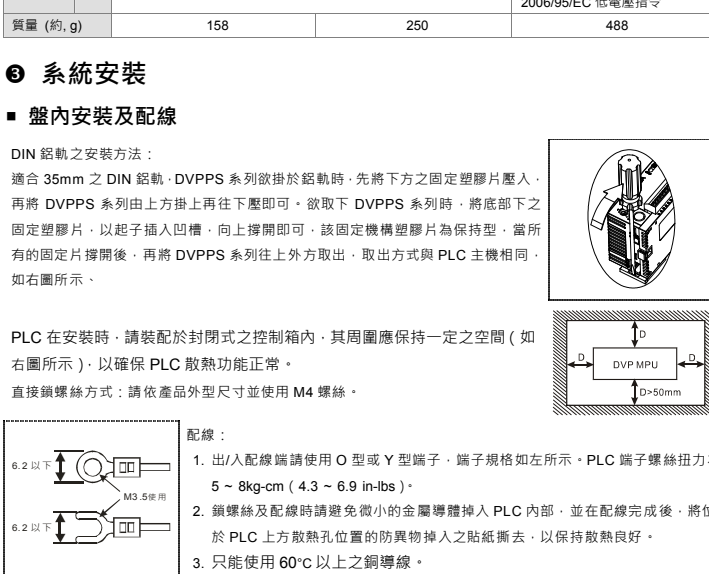 2006/95/EC 低電壓指令
質量 (約, g) 158 250 488
❸ 系統安裝
■ 盤內安裝及配線
DIN 鋁軌之安裝方法：
適合 35mm 之 DIN 鋁軌，DVPPS 系列欲掛於鋁軌時，先將下方之固定塑膠片壓入，
再將 DVPPS 系列由上方掛上再往下壓即可。欲取下 DVPPS 系列時，將底部下之
固定塑膠片，以起子插入凹槽，向上撐開即可，該固定機構塑膠片為保持型，當所
有的固定片撐開後，再將 DVPPS 系列往上外方取出，取出方式與 PLC 主機相同，
如右圖所示、
PLC 在安裝時，請裝配於封閉式之控制箱內，其周圍應保持一定之空間（如
右圖所示），以確保 PLC 散熱功能正常。
直接鎖螺絲方式：請依產品外型尺寸並使用 M4 螺絲。
D
D
DVP MPU
D
D>50mm
6.2 以下
M3.5使用
6.2 以下
配線：
1. 出/入配線端請使用 O 型或 Y 型端子，端子規格如左所示。PLC 端子螺絲扭力
5 ~ 8kg-cm（4.3 ~ 6.9 in-lbs）。
2. 鎖螺絲及配線時請避免微小的金屬導體掉入 PLC 內部，並在配線完成後，將位
於 PLC 上方散熱孔位置的防異物掉入之貼紙撕去，以保持散熱良好。
3. 只能使用 60°C 以上之銅導線。